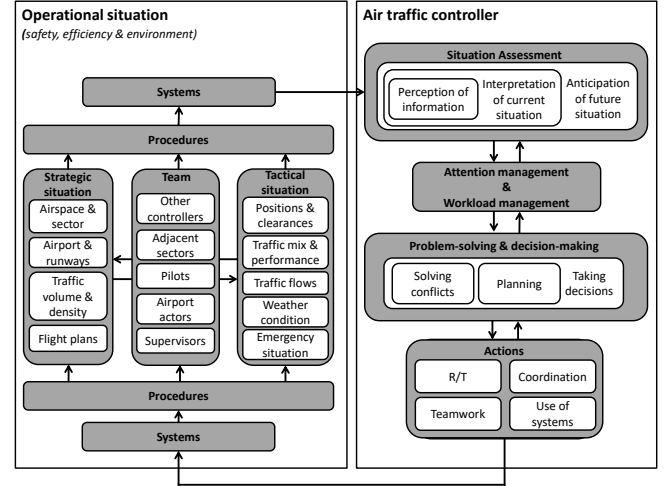 Operational situation
(safety, efficiency & environment)
Systems
Procedures
Strategic
situation
Airspace &
sector
Airport &
runways
Traffic
volume &
density
Flight plans
Team
Other
controllers
Adjacent
sectors
Pilots
Airport
actors
Supervisors
Tactical
situation
Positions &
clearances
Traffic mix &
performance
Traffic flows
Weather
condition
Emergency
situation
Procedures
Systems
Air traffic controller
Situation Assessment
Perception of
information
Interpretation
of current
situation
Anticipation
of future
situation
Attention management
&
Workload management
Problem-solving & decision-making
Solving
conflicts
Planning
Taking
decisions
Actions
R/T
Coordination
Teamwork
Use of
systems